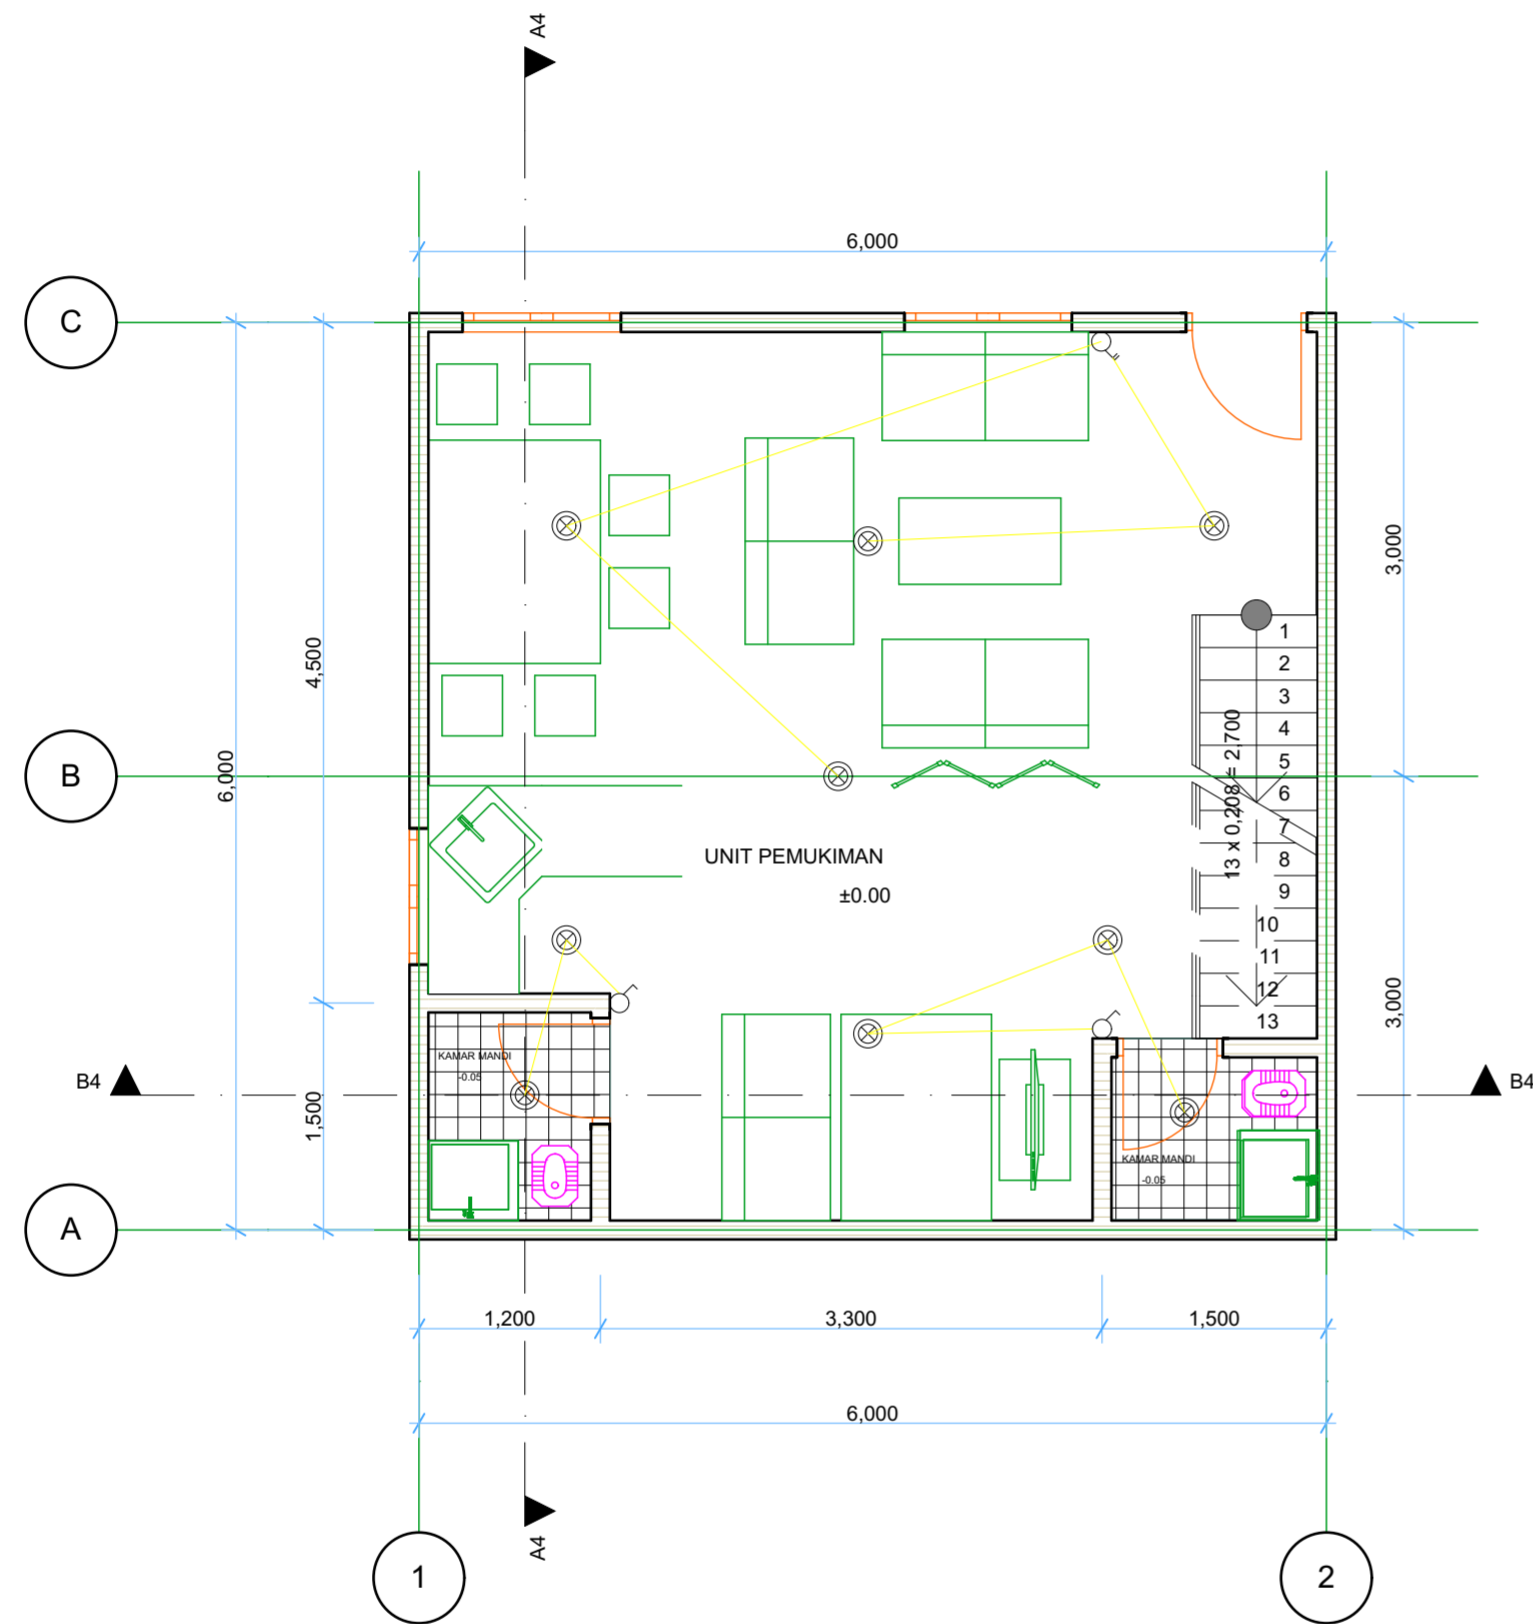 A4
6,000
C
3,000
4,500
1
2
3
4
5
6
7
8
9
10
11
12
13
13 x 0,208 = 2,700
B
6,000
UNIT PEMUKIMAN
±0.00
3,000
KAMAR MANDI
-0.05
B4
B4
1,500
KAMAR MANDI
-0.05
A
1,200
3,300
1,500
6,000
A4
1
2